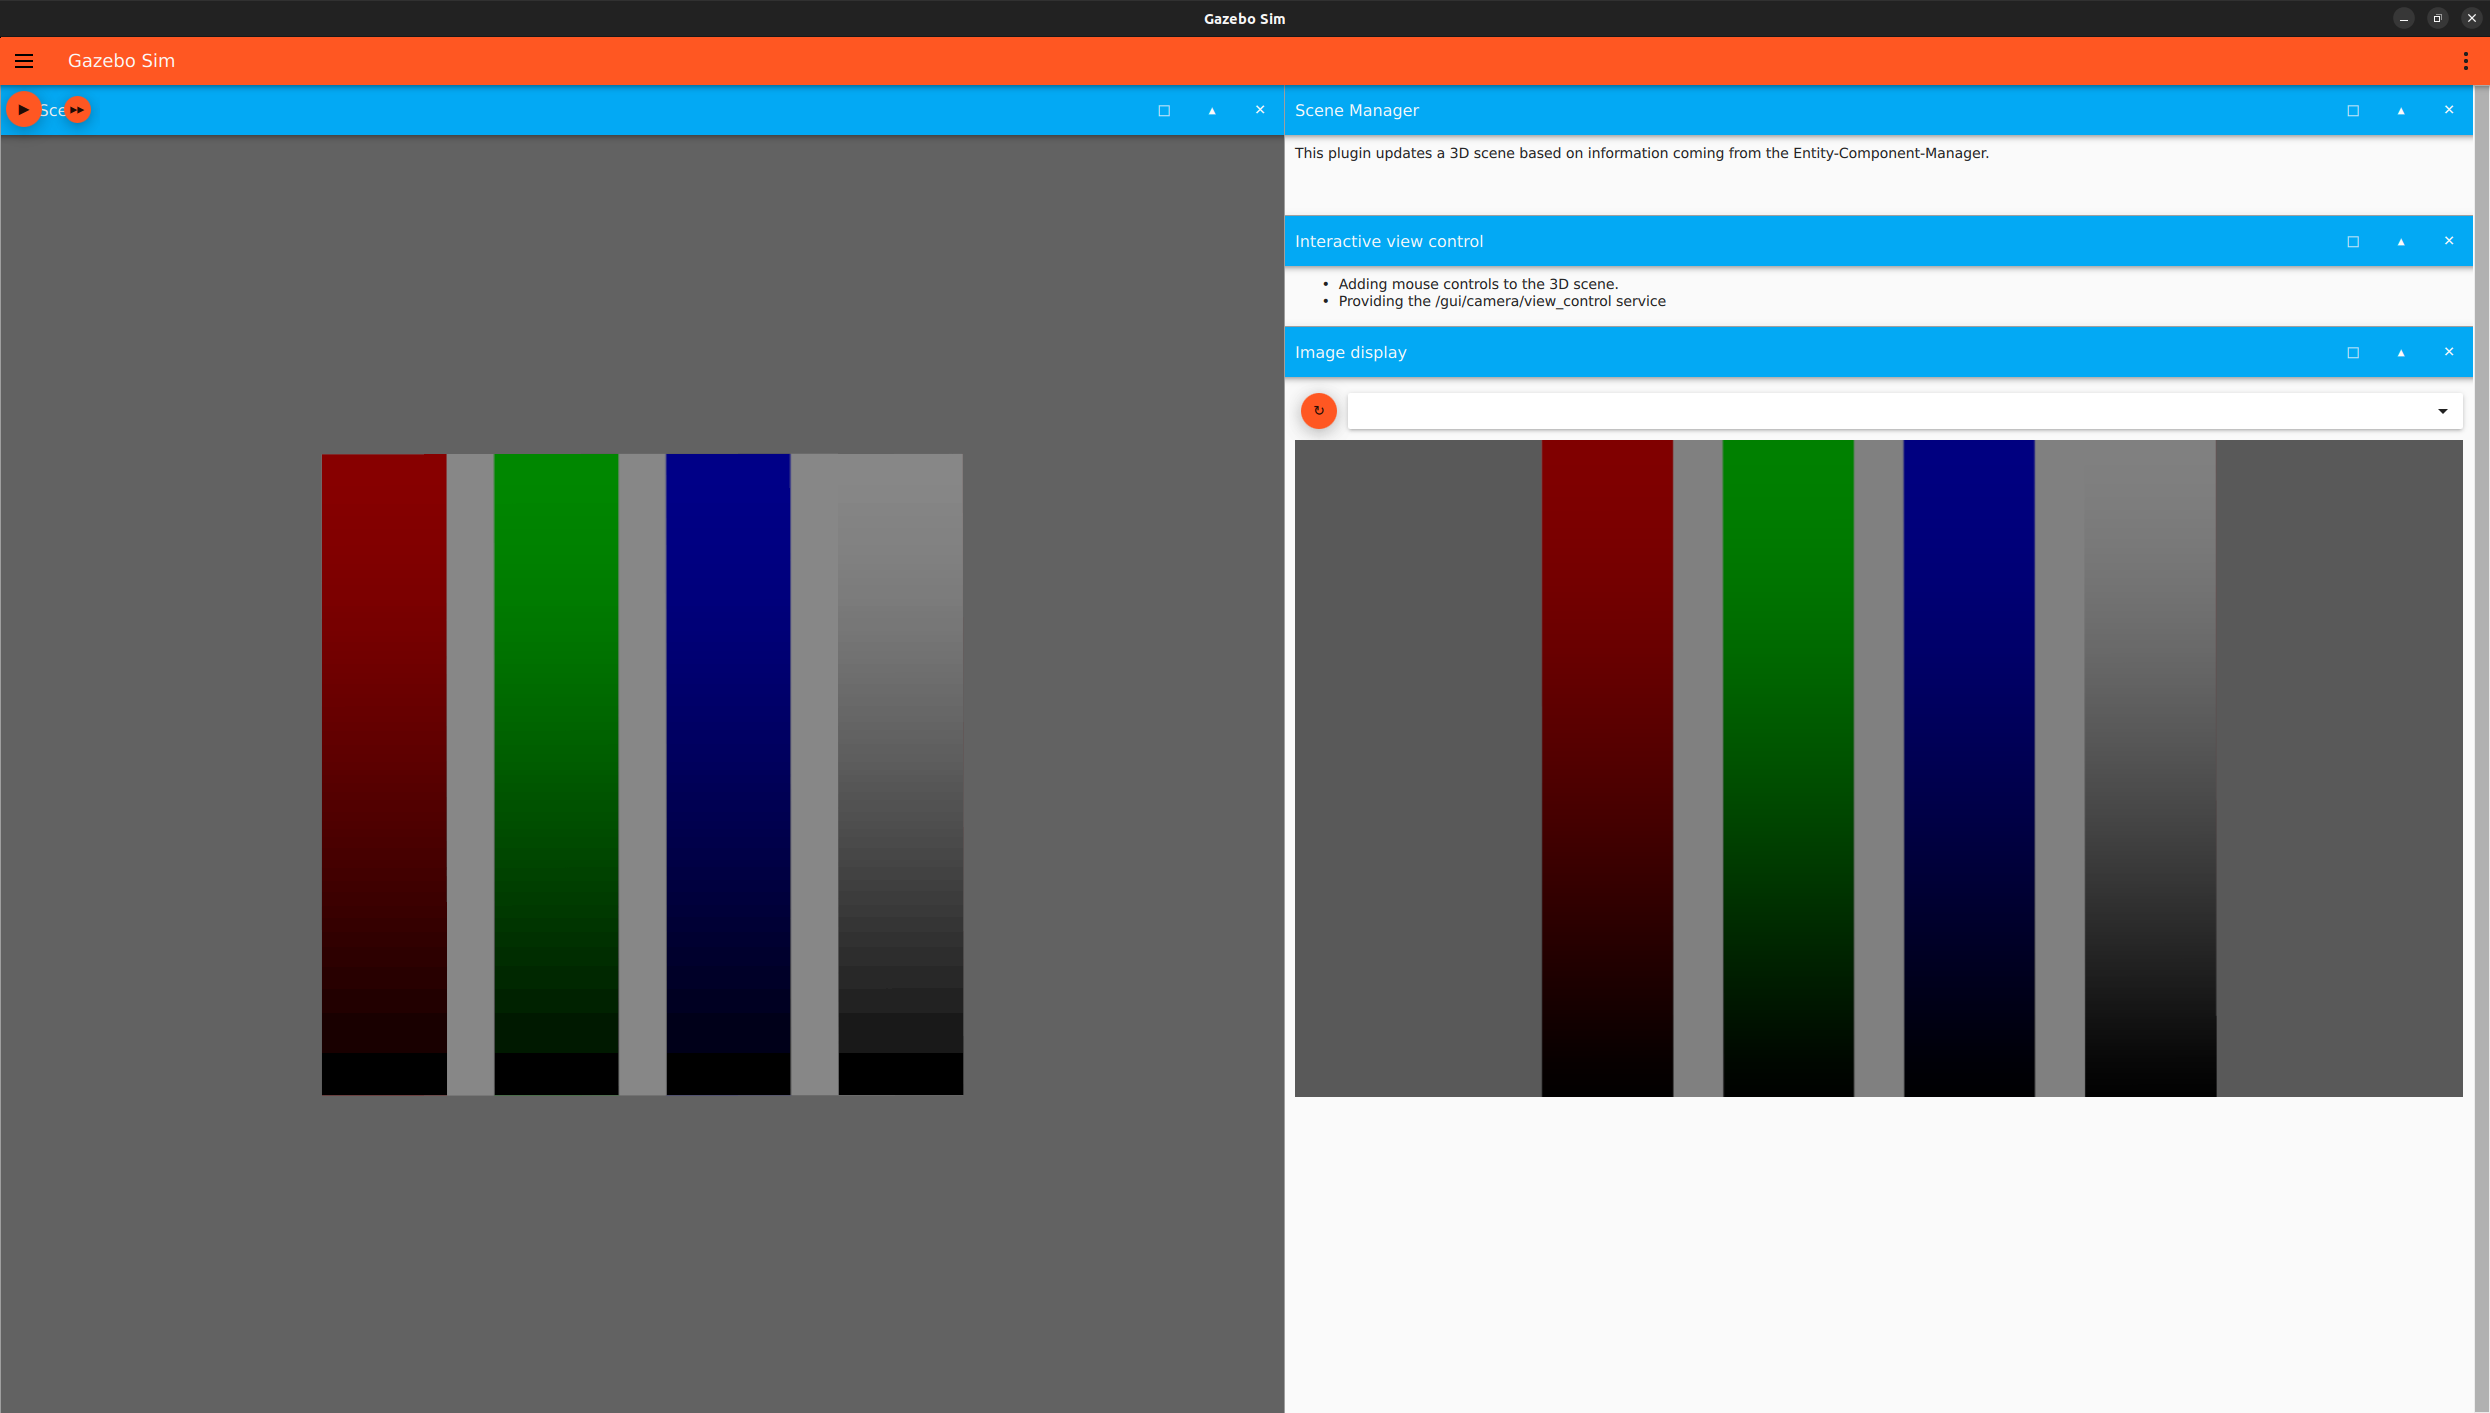 Gazebo Sim
Gazebo Sim
Sce
Scene Manager
This plugin updates a 3D scene based on information coming from the Entity-Component-Manager.
Interactive view control
• Adding mouse controls to the 3D scene.
• Providing the /gui/camera/view_control service
Image display